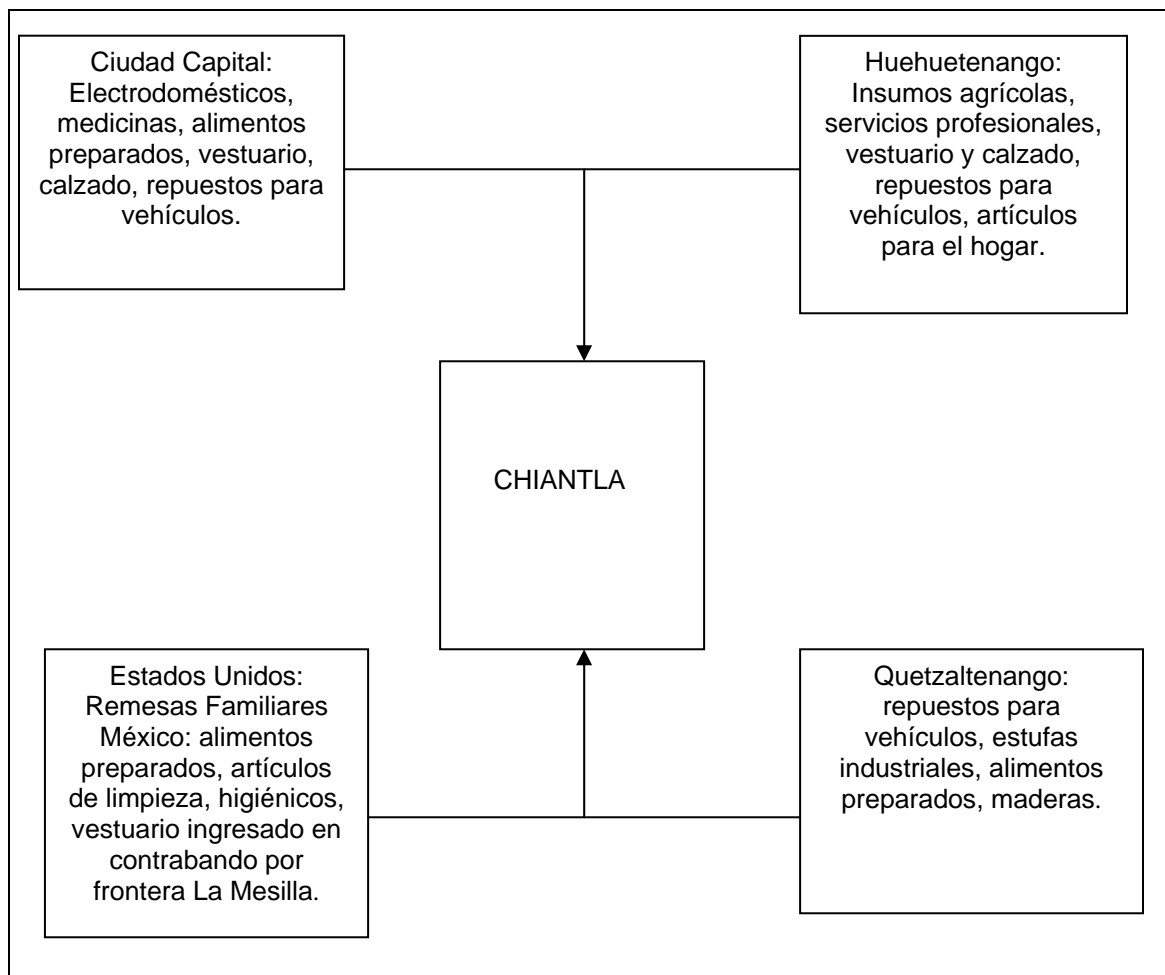 Ciudad Capital:
Electrodomésticos,
medicinas, alimentos
preparados, vestuario,
calzado, repuestos para
vehículos.
Huehuetenango:
Insumos agrícolas,
servicios profesionales,
vestuario y calzado,
repuestos para
vehículos, artículos
para el hogar.
CHIANTLA
Estados Unidos:
Remesas Familiares
México: alimentos
preparados, artículos
de limpieza, higiénicos,
vestuario ingresado en
contrabando por
frontera La Mesilla.
Quetzaltenango:
repuestos para
vehículos, estufas
industriales, alimentos
preparados, maderas.